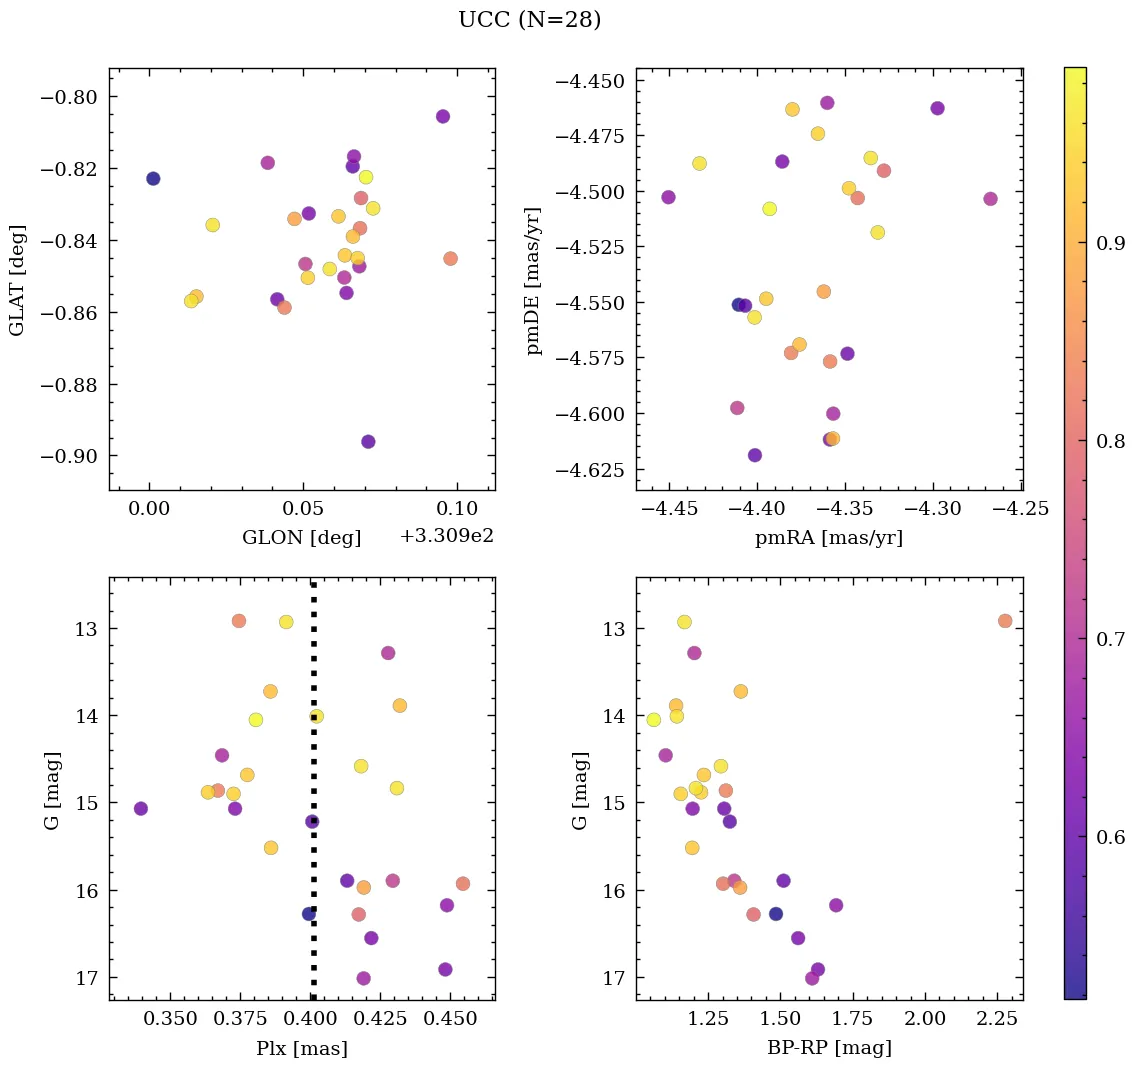 UCC (N=28)
−0.80
−0.82
−0.84
−0.86
−0.88
−0.90
GLAT [deg]
0.00 0.05 0.10
GLON [deg] +3.309e2
−4.450
−4.475
−4.500
−4.525
−4.550
−4.575
−4.600
−4.625
pmDE [mas/yr]
−4.45 −4.40 −4.35 −4.30 −4.25
pmRA [mas/yr]
13
14
15
16
17
G [mag]
0.350 0.375 0.400 0.425 0.450
Plx [mas]
13
14
15
16
17
G [mag]
1.25 1.50 1.75 2.00 2.25
BP-RP [mag]
0.9
0.8
0.7
0.6